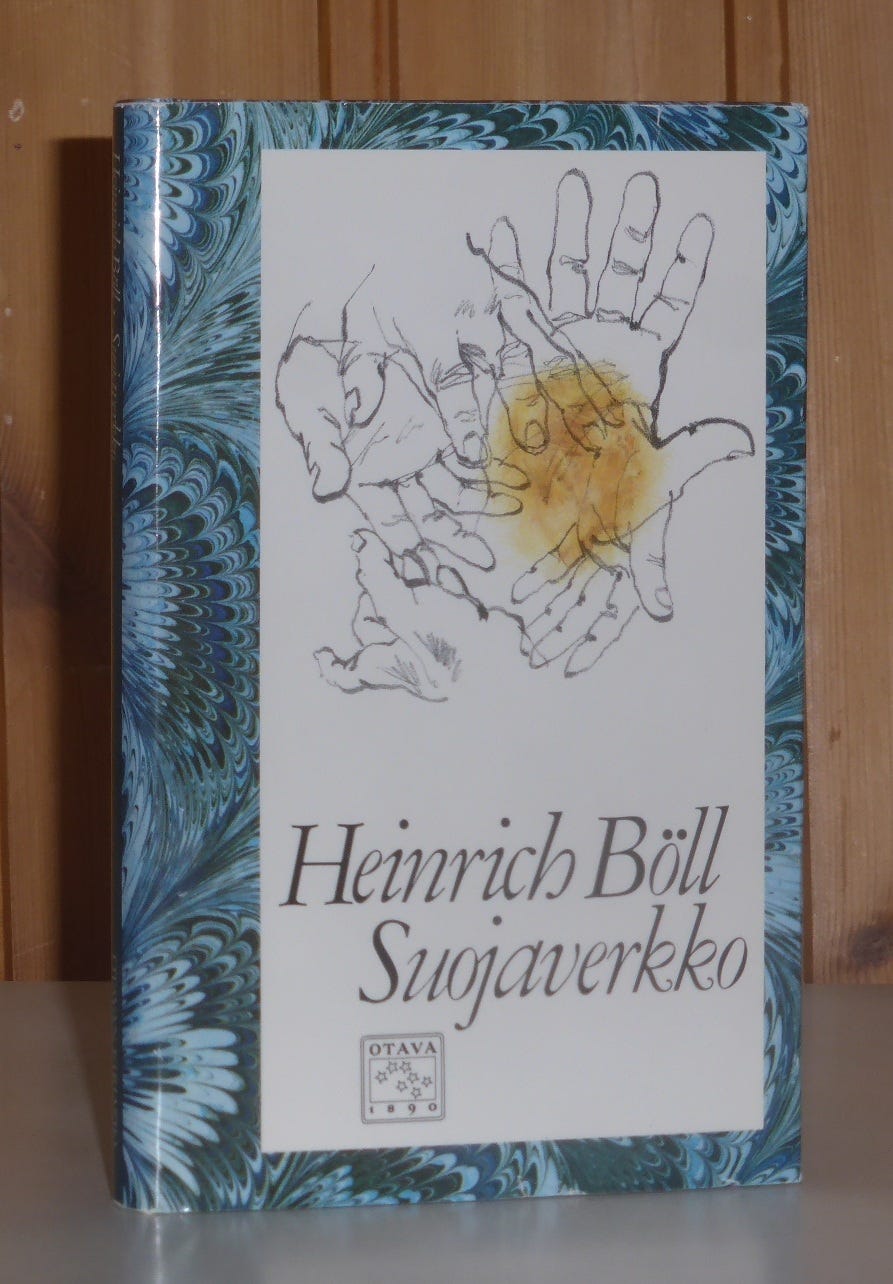 Heinrich Böll
Suojaverkko
OTAVA
1890